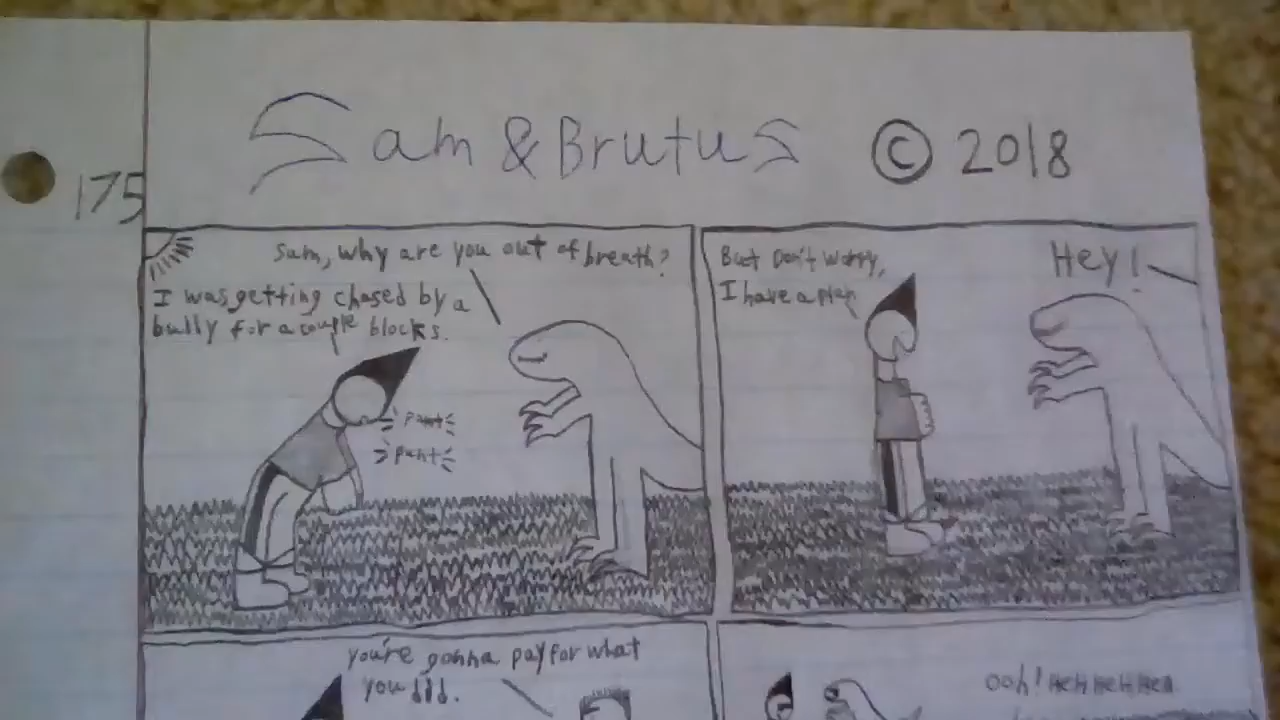 Sam & Brutus © 2018
175
Sam, why are you out of breath?
I was getting chased by a
bully for a couple blocks.
Pant
Pant
But Don't worry,
I have a plan.
Hey!
you're gonna pay for what
you did.
ooh! Heh Heh Heh